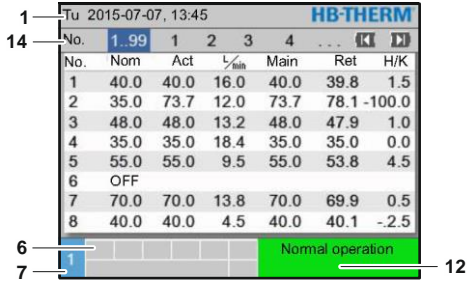 1 Tu 2015-07-07, 13:45 HB-THERM
14 No. 1..99 1 2 3 4 ...
No. Nom Act L/min Main Ret H/K
1 40.0 40.0 16.0 40.0 39.8 1.5
2 35.0 73.7 12.0 73.7 78.1 -100.0
3 48.0 48.0 13.2 48.0 47.9 1.0
4 35.0 35.0 18.4 35.0 35.0 0.0
5 55.0 55.0 9.5 55.0 53.8 4.5
6 OFF
7 70.0 70.0 13.8 70.0 69.9 0.5
8 40.0 40.0 4.5 40.0 40.1 -.2.5
6 Normal operation
1
7 12